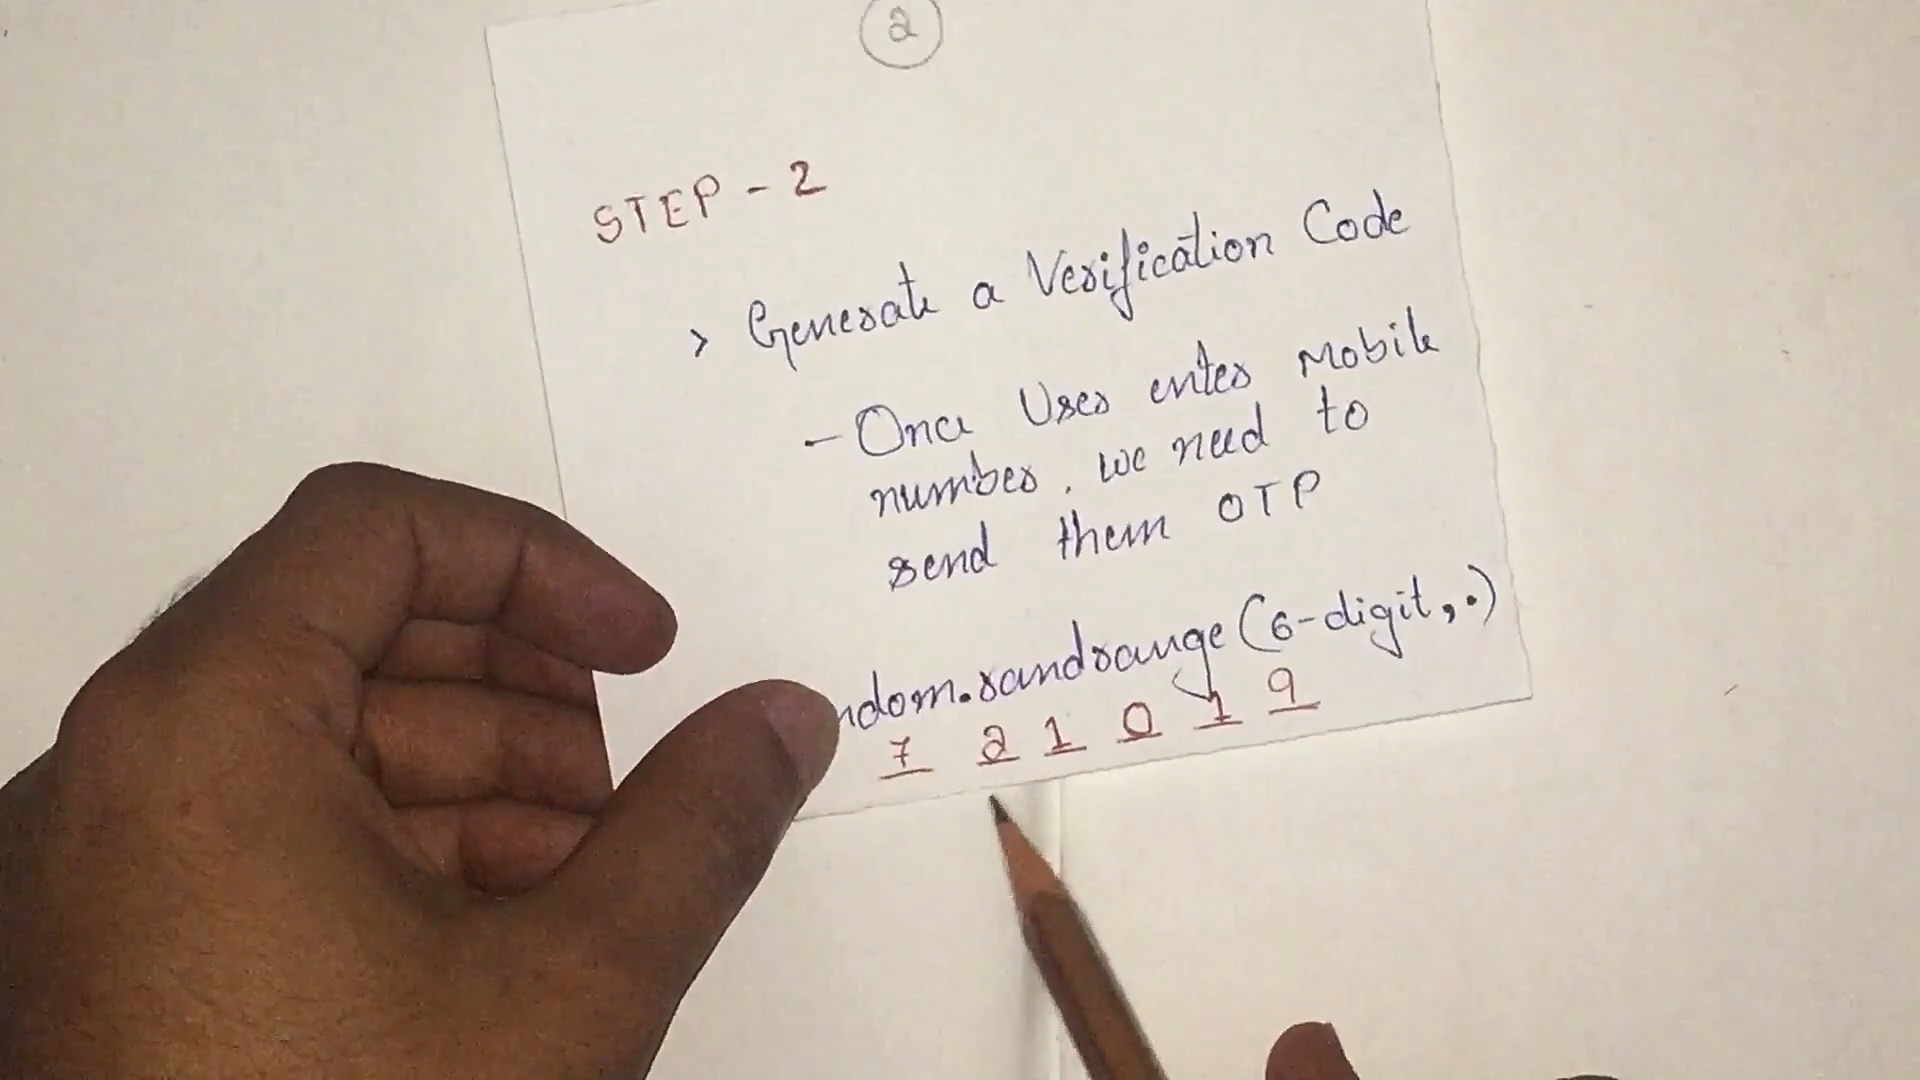 2
STEP - 2
> Generate a Verification Code
- Once User enter Mobile
number, we need to
send them OTP
ndom.randrange(6-digit, .)
7 2 1 0 1 9